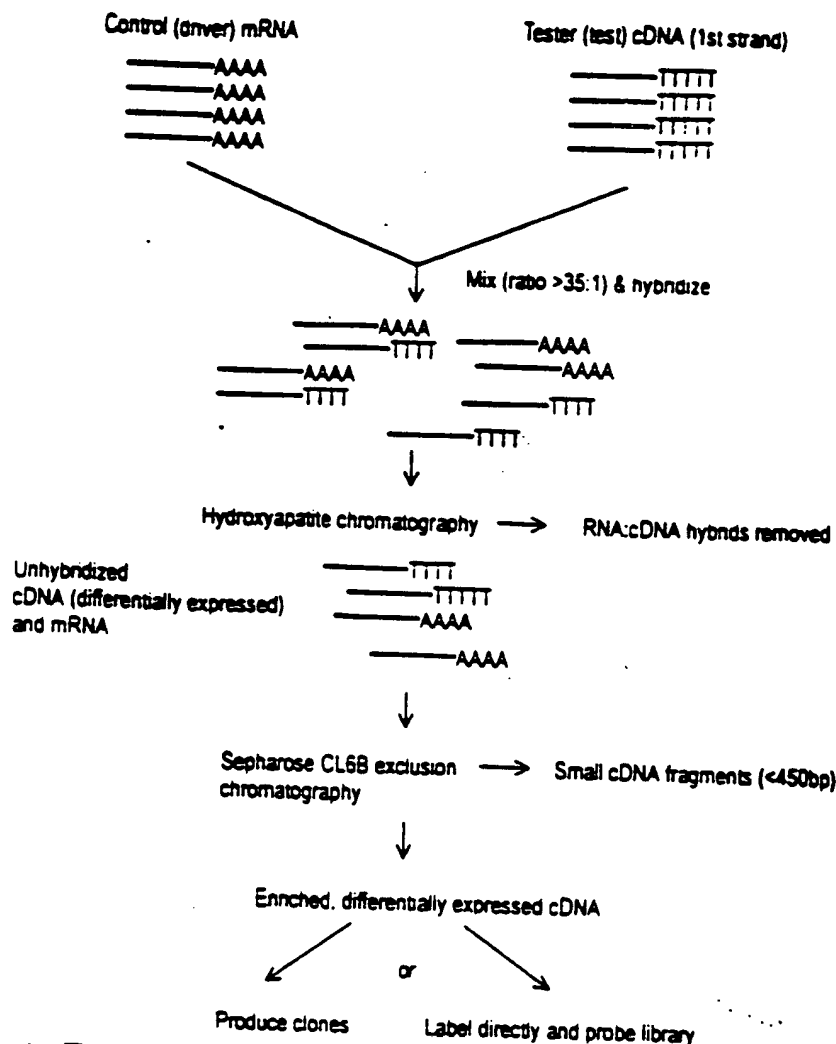 Control (driver) mRNA
Tester (test) cDNA (1st strand)
AAAA
TTTTT
AAAA
TTTTT
AAAA
TTTTT
AAAA
TTTTT
Mix (ratio >35:1) & hybridize
AAAA
TTTT
AAAA
AAAA
AAAA
TTTT
TTTT
TTTT
Hydroxyapatite chromatography
RNA:cDNA hybrids removed
Unhybridized
cDNA (differentially expressed)
and mRNA
TTTT
TTTTT
AAAA
AAAA
Sepharose CL6B exclusion
chromatography
Small cDNA fragments (<450bp)
Enriched, differentially expressed cDNA
or
Produce clones
Label directly and probe library